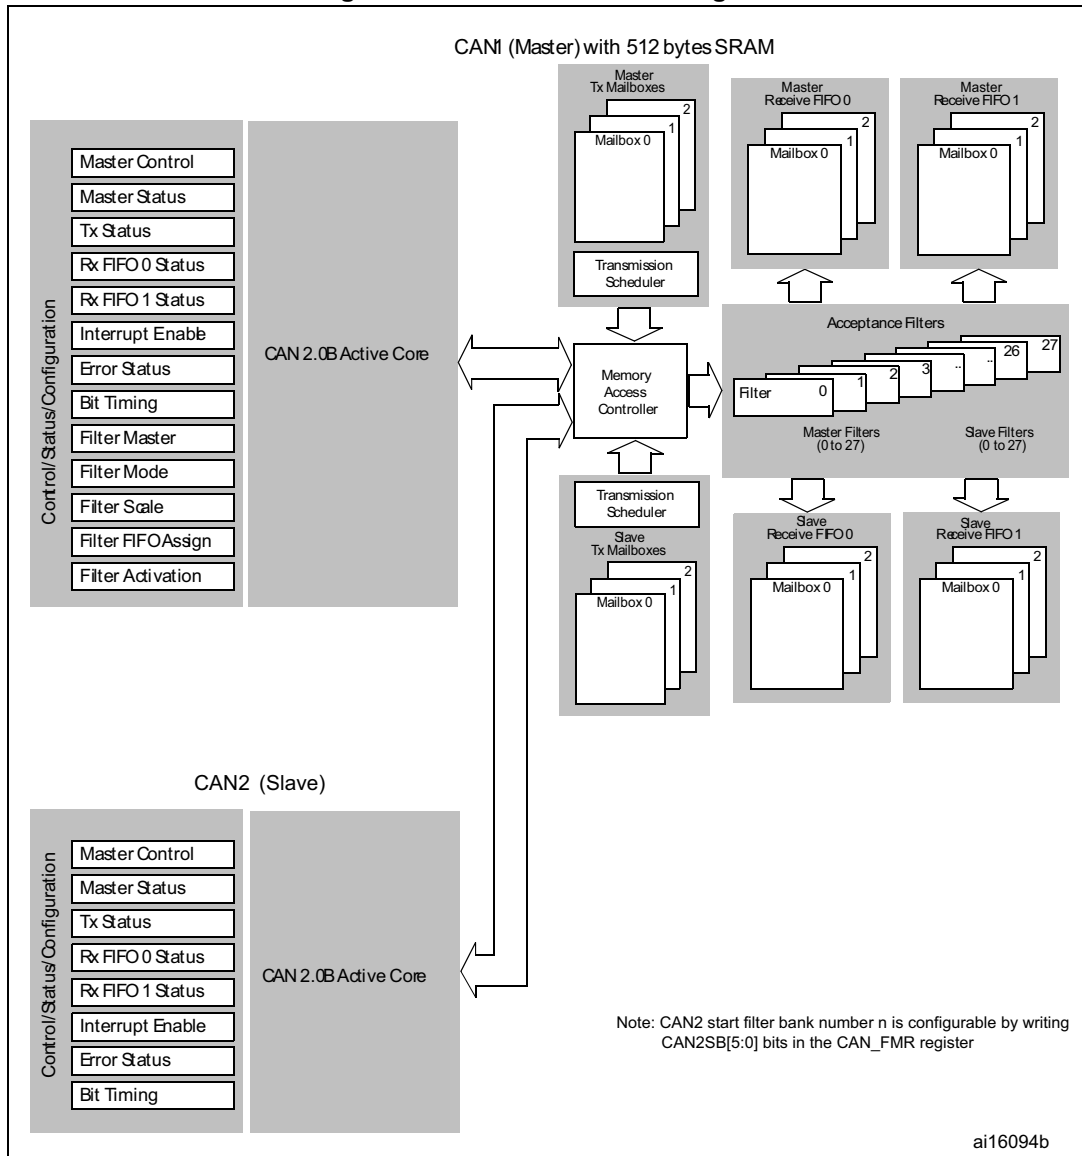 CAN1 (Master) with 512 bytes SRAM
Control/Status/Configuration
Master Control
Master Status
Tx Status
Rx FIFO 0 Status
Rx FIFO 1 Status
Interrupt Enable
Error Status
Bit Timing
Filter Master
Filter Mode
Filter Scale
Filter FIFO Assign
Filter Activation
CAN 2.0B Active Core
Master
Tx Mailboxes
2
1
Mailbox 0
Transmission
Scheduler
Master
Receive FIFO 0
2
1
Mailbox 0
Master
Receive FIFO 1
2
1
Mailbox 0
Memory
Access
Controller
Acceptance Filters
Filter 0 1 2 3 .. .. 26 27
Master Filters
(0 to 27)
Slave Filters
(0 to 27)
Transmission
Scheduler
Slave
Tx Mailboxes
2
1
Mailbox 0
Slave
Receive FIFO 0
2
1
Mailbox 0
Slave
Receive FIFO 1
2
1
Mailbox 0
CAN2 (Slave)
Control/Status/Configuration
Master Control
Master Status
Tx Status
Rx FIFO 0 Status
Rx FIFO 1 Status
Interrupt Enable
Error Status
Bit Timing
CAN 2.0B Active Core
Note: CAN2 start filter bank number n is configurable by writing
CAN2SB[5:0] bits in the CAN_FMR register
ai16094b